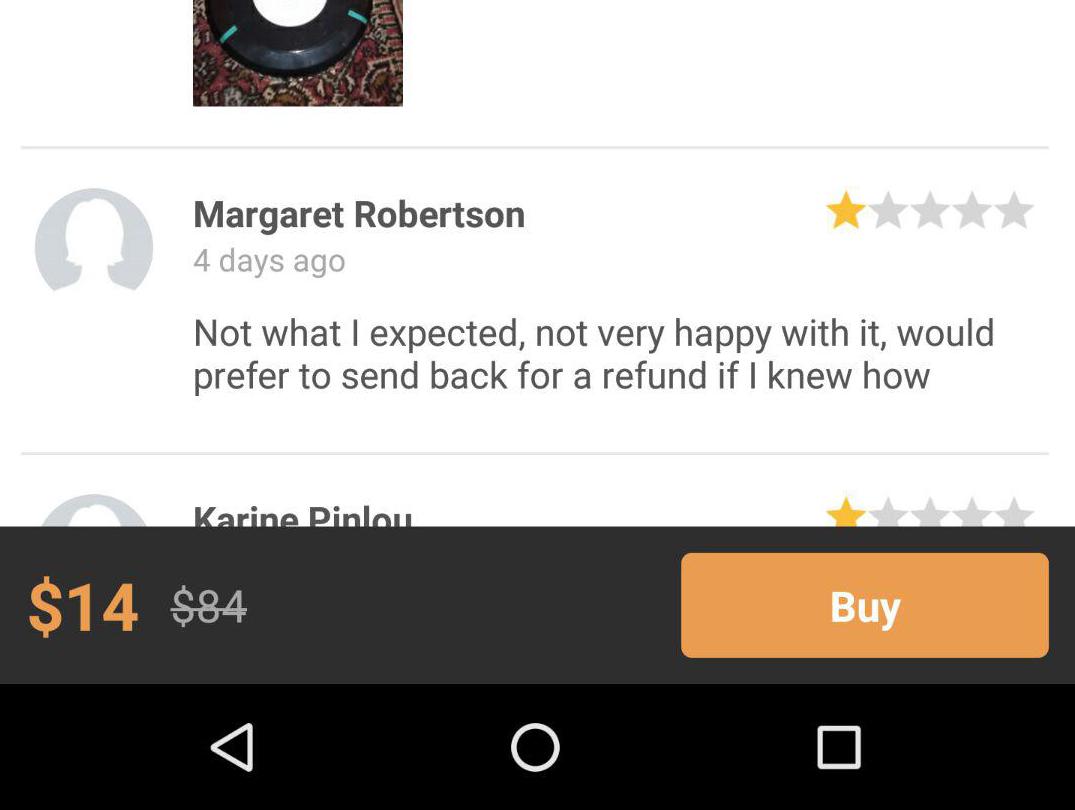 Margaret Robertson
4 days ago
Not what I expected, not very happy with it, would
prefer to send back for a refund if I knew how
Karine Pinlou
$14 $84
Buy